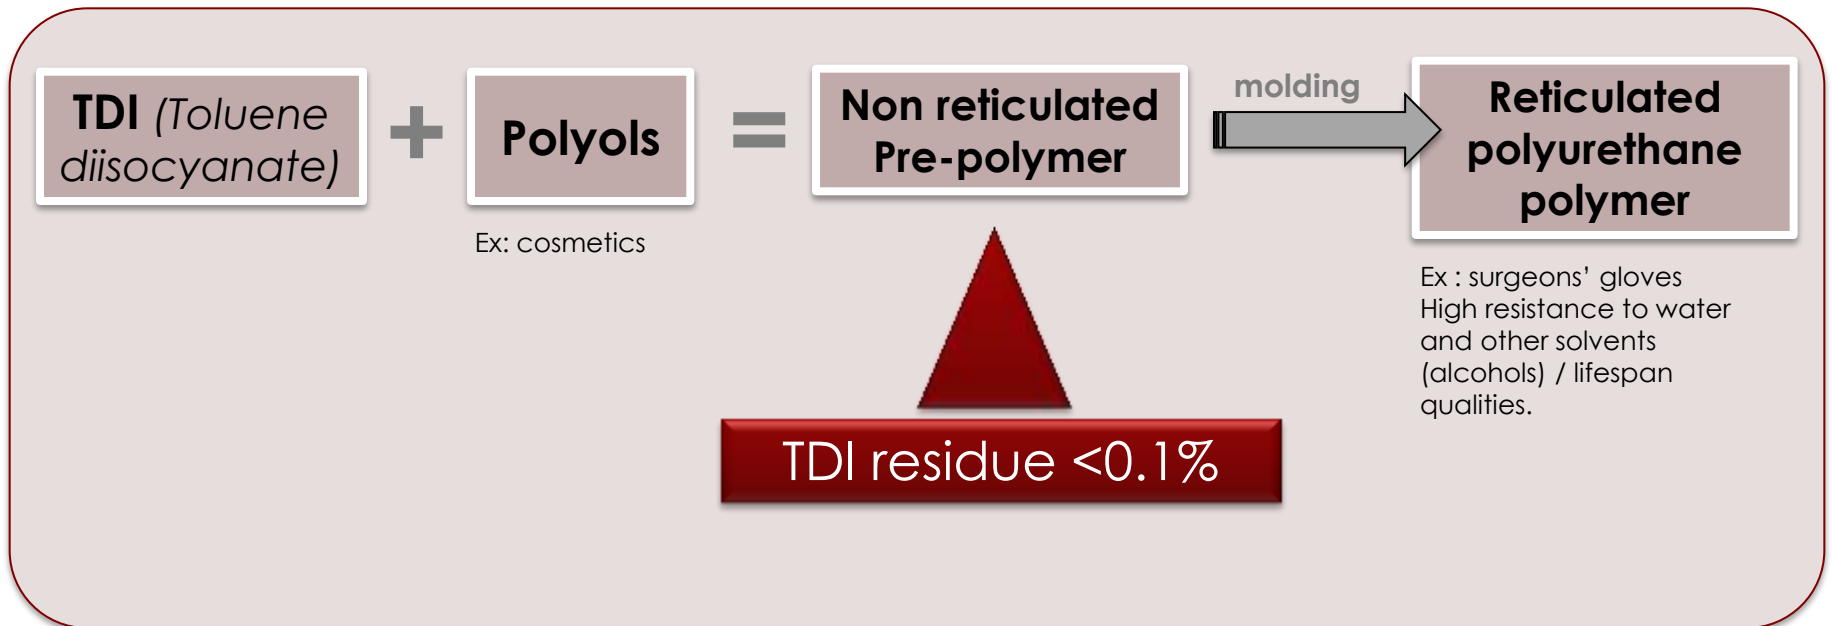 TDI (Toluene
diisocyanate)
+
Polyols
Ex: cosmetics
=
Non reticulated
Pre-polymer
molding
Reticulated
polyurethane
polymer
Ex : surgeons’ gloves
High resistance to water
and other solvents
(alcohols) / lifespan
qualities.
TDI residue <0.1%